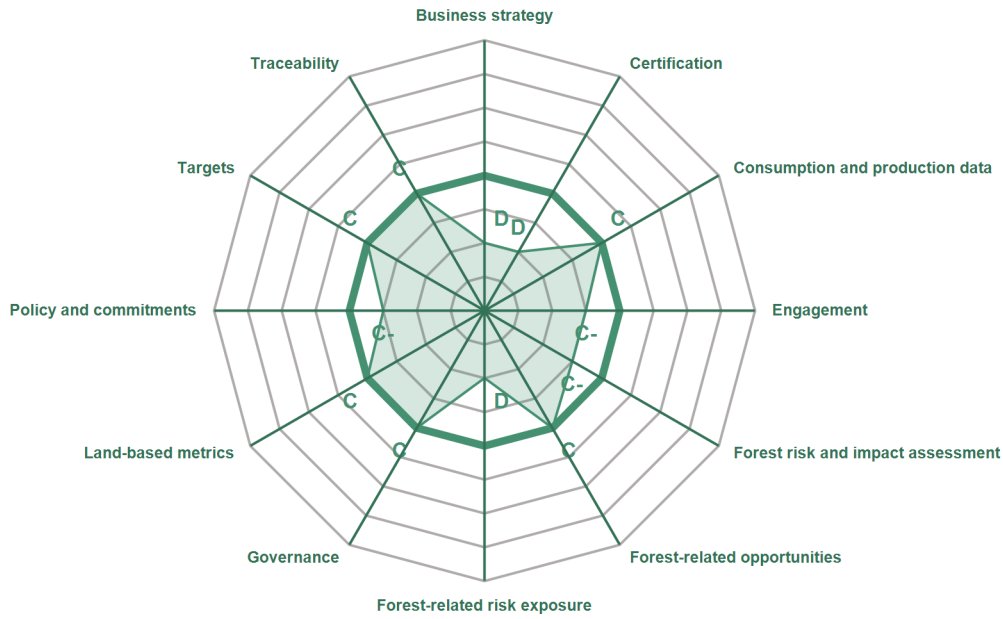 Business strategy
Traceability
Certification
Targets
C
Consumption and production data
C
D
D
C
Policy and commitments
Engagement
C-
C-
C-
C
D
Land-based metrics
C
C
Forest risk and impact assessment
Governance
Forest-related opportunities
Forest-related risk exposure